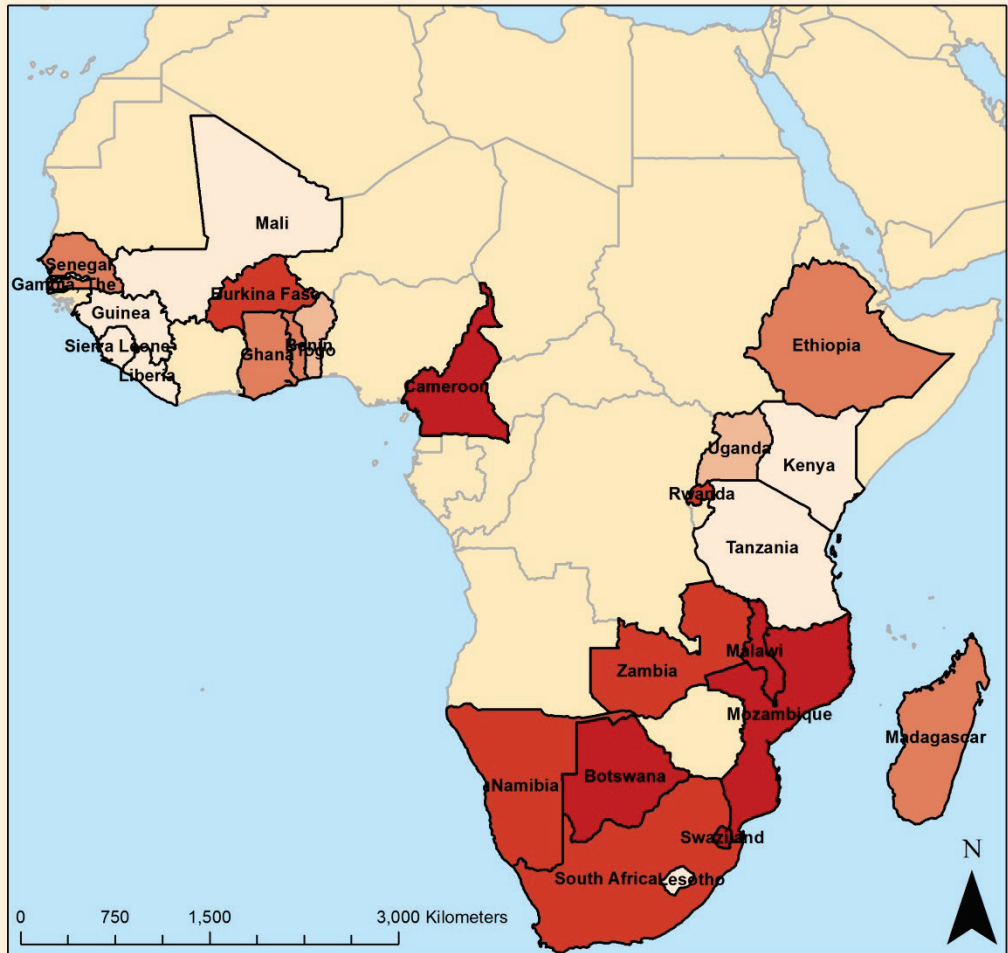 Mali
Senegal
Gambia, The
Burkina Faso
Guinea
Sierra Leone
Ghana
Benin
Togo
Liberia
Cameroon
Ethiopia
Uganda
Kenya
Rwanda
Tanzania
Malawi
Zambia
Mozambique
Madagascar
Namibia
Botswana
Swaziland
South Africa
Lesotho
N
0 750 1,500 3,000 Kilometers